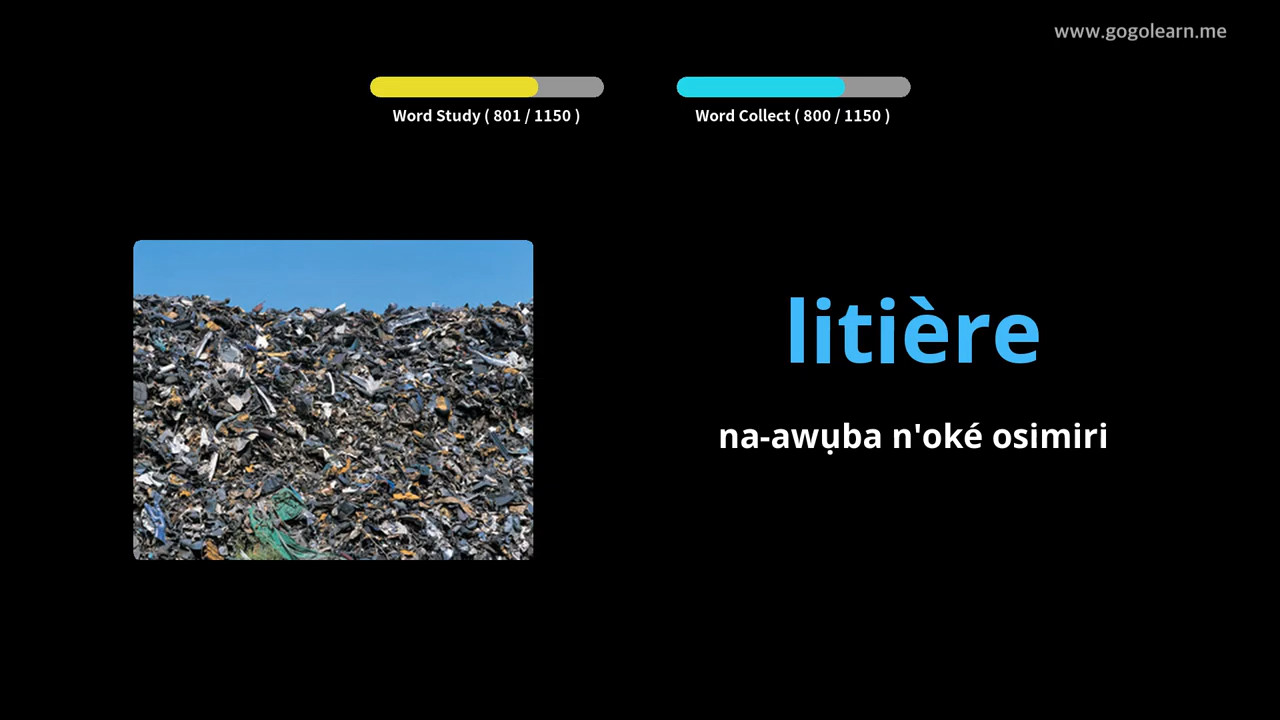 www.gogolearn.me
Word Study ( 801 / 1150 )
Word Collect ( 800 / 1150 )
litière
na-awụba n'oké osimiri